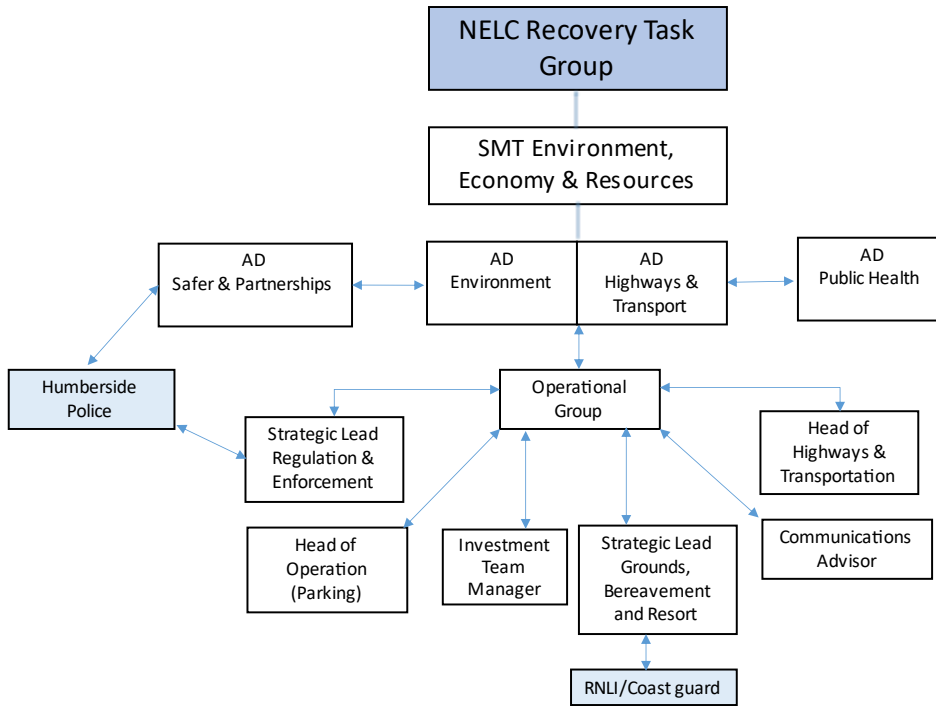 NELC Recovery Task
Group
SMT Environment,
Economy & Resources
AD
Safer & Partnerships
AD
Environment
AD
Highways &
Transport
AD
Public Health
Humberside
Police
Operational
Group
Strategic Lead
Regulation &
Enforcement
Head of
Highways &
Transportation
Head of
Operation
(Parking)
Investment
Team
Manager
Strategic Lead
Grounds,
Bereavement
and Resort
Communications
Advisor
RNLI/Coast guard